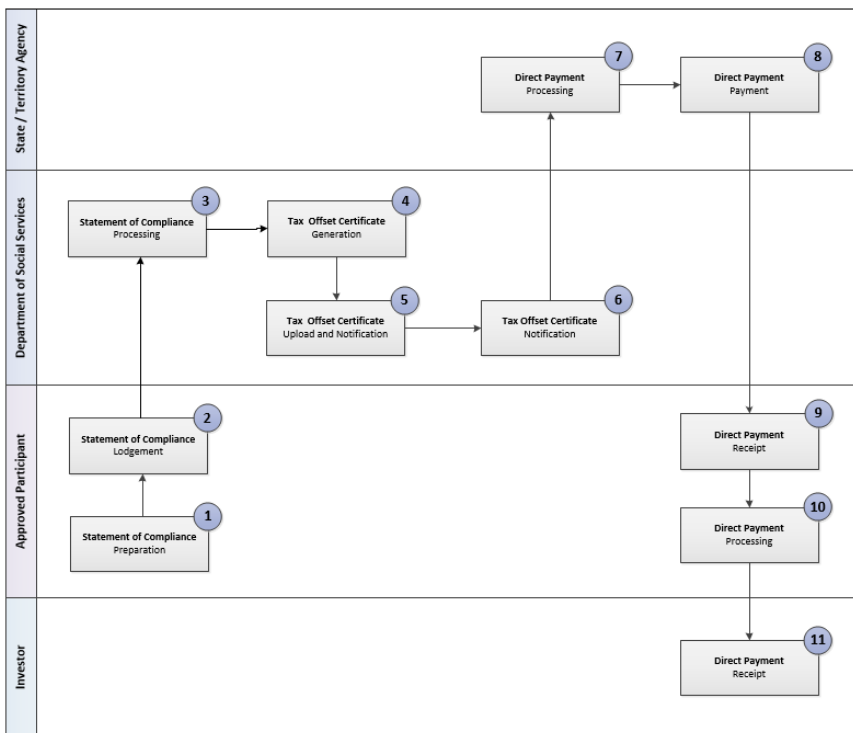 State / Territory Agency
7
Direct Payment
Processing
8
Direct Payment
Payment
Department of Social Services
3
Statement of Compliance
Processing
4
Tax Offset Certificate
Generation
5
Tax Offset Certificate
Upload and Notification
6
Tax Offset Certificate
Notification
Approved Participant
2
Statement of Compliance
Lodgement
1
Statement of Compliance
Preparation
9
Direct Payment
Receipt
10
Direct Payment
Processing
Investor
11
Direct Payment
Receipt